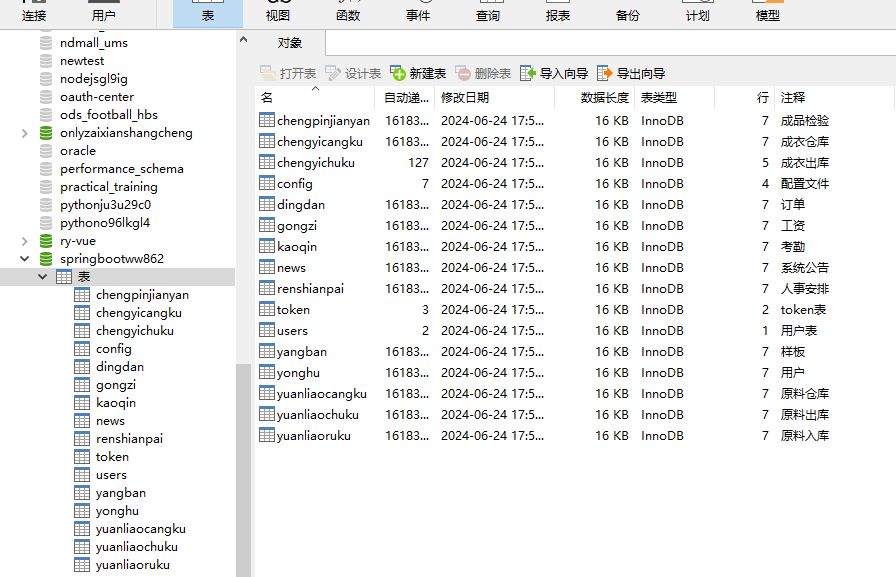 连接 用户 表 视图 函数 事件 查询 报表 备份 计划 模型
ndmall_ums
newtest
nodejsgl9ig
oauth-center
ods_football_hbs
onlyzaixianshangcheng
oracle
performance_schema
practical_training
pythonju3u29c0
pythono96lkgl4
ry-vue
springbootww862
表
chengpinjianyan
chengyicangku
chengyichuku
config
dingdan
gongzi
kaoqin
news
renshianpai
token
users
yangban
yonghu
yuanliaocangku
yuanliaochuku
yuanliaoruku
对象
打开表 设计表 新建表 删除表 导入向导 导出向导
名 自动递... 修改日期 数据长度 表类型 行 注释
chengpinjianyan 16183... 2024-06-24 17:5... 16 KB InnoDB 7 成品检验
chengyicangku 16183... 2024-06-24 17:5... 16 KB InnoDB 7 成衣仓库
chengyichuku 127 2024-06-24 17:5... 16 KB InnoDB 5 成衣出库
config 7 2024-06-24 17:5... 16 KB InnoDB 4 配置文件
dingdan 16183... 2024-06-24 17:5... 16 KB InnoDB 7 订单
gongzi 16183... 2024-06-24 17:5... 16 KB InnoDB 7 工资
kaoqin 16183... 2024-06-24 17:5... 16 KB InnoDB 7 考勤
news 16183... 2024-06-24 17:5... 16 KB InnoDB 7 系统公告
renshianpai 16183... 2024-06-24 17:5... 16 KB InnoDB 7 人事安排
token 3 2024-06-24 17:5... 16 KB InnoDB 2 token表
users 2 2024-06-24 17:5... 16 KB InnoDB 1 用户表
yangban 16183... 2024-06-24 17:5... 16 KB InnoDB 7 样板
yonghu 16183... 2024-06-24 17:5... 16 KB InnoDB 7 用户
yuanliaocangku 16183... 2024-06-24 17:5... 16 KB InnoDB 7 原料仓库
yuanliaochuku 16183... 2024-06-24 17:5... 16 KB InnoDB 7 原料出库
yuanliaoruku 16183... 2024-06-24 17:5... 16 KB InnoDB 7 原料入库